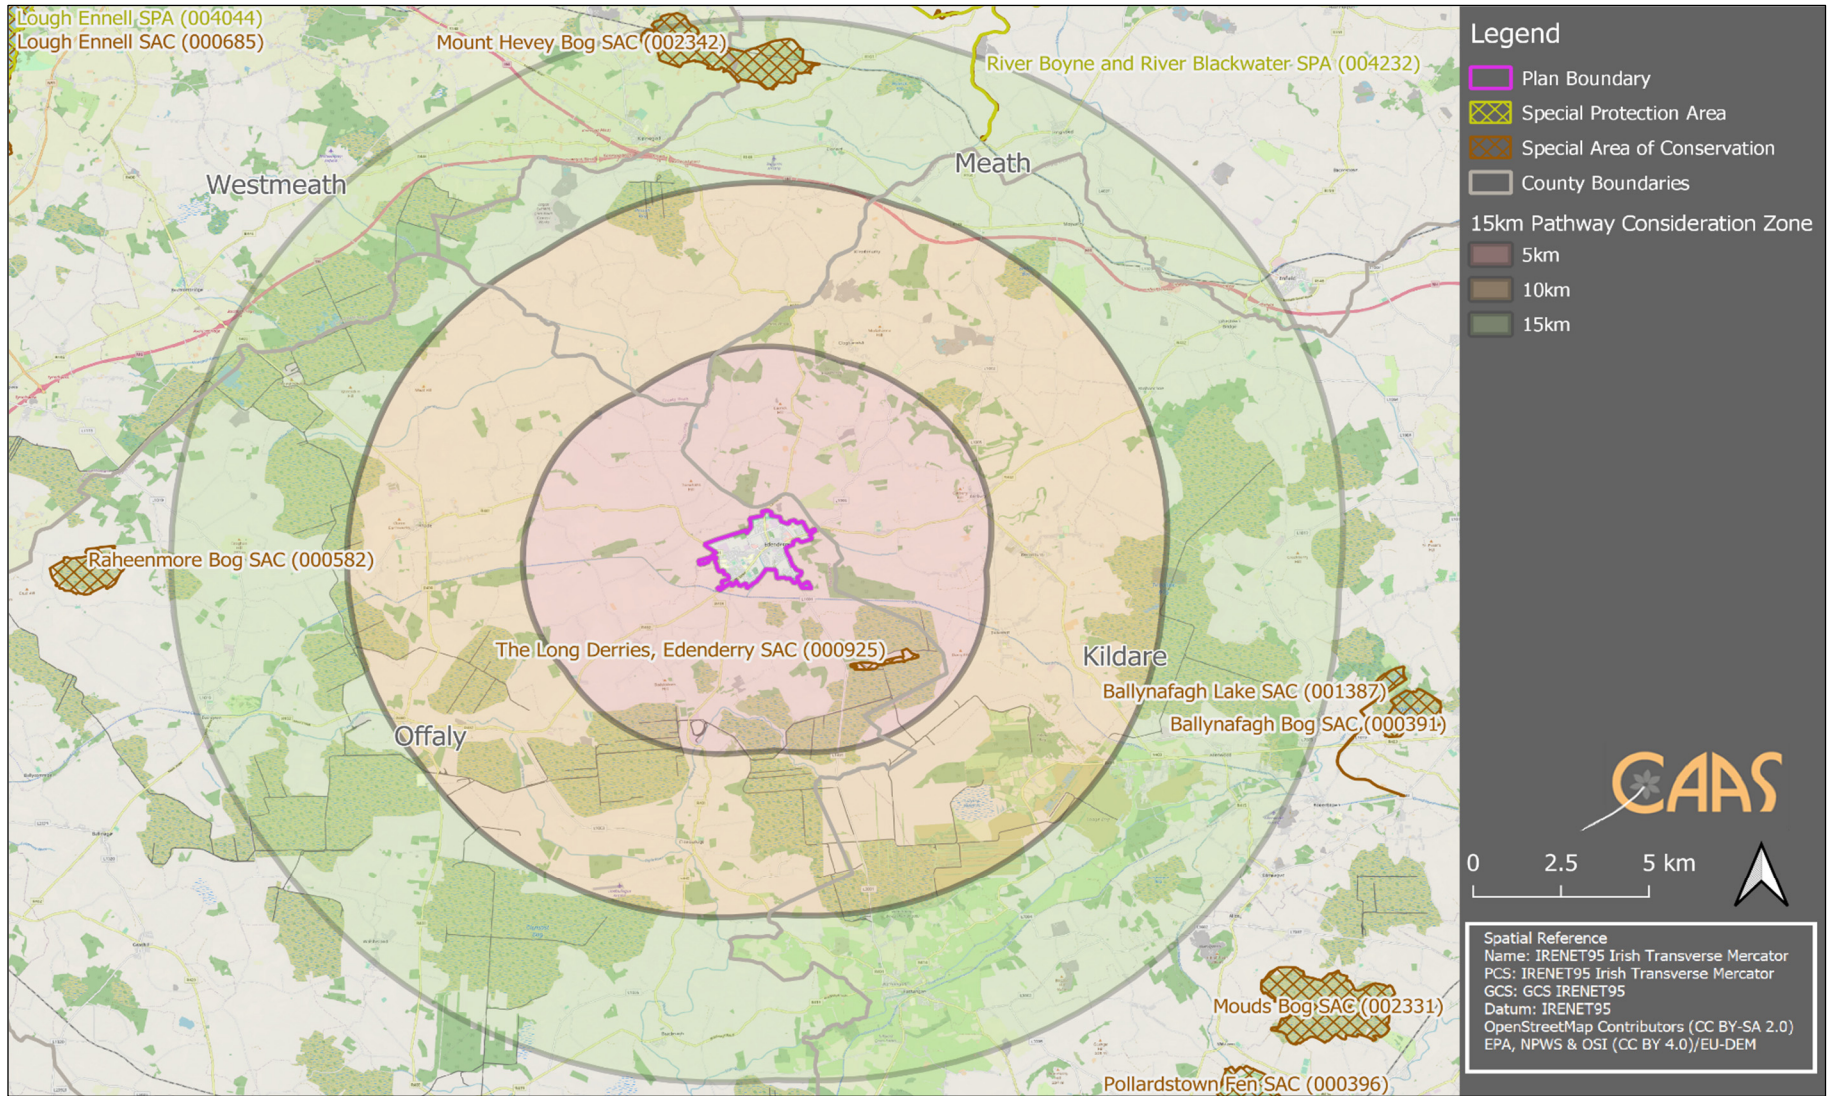 Lough Ennell SPA (004044)
Lough Ennell SAC (000685)
Mount Hevey Bog SAC (002342)
River Boyne and River Blackwater SPA (004232)
Westmeath
Meath
Raheenmore Bog SAC (000582)
Edenderry
The Long Derries, Edenderry SAC (000925)
Kildare
Ballynafagh Lake SAC (001387)
Ballynafagh Bog SAC (000391)
Offaly
Mouds Bog SAC (002331)
Pollardstown Fen SAC (000396)
Legend
Plan Boundary
Special Protection Area
Special Area of Conservation
County Boundaries
15km Pathway Consideration Zone
5km
10km
15km
CAAS
0 2.5 5 km
Spatial Reference
Name: IRENET95 Irish Transverse Mercator
PCS: IRENET95 Irish Transverse Mercator
GCS: GCS IRENET95
Datum: IRENET95
OpenStreetMap Contributors (CC BY-SA 2.0)
EPA, NPWS & OSI (CC BY 4.0)/EU-DEM